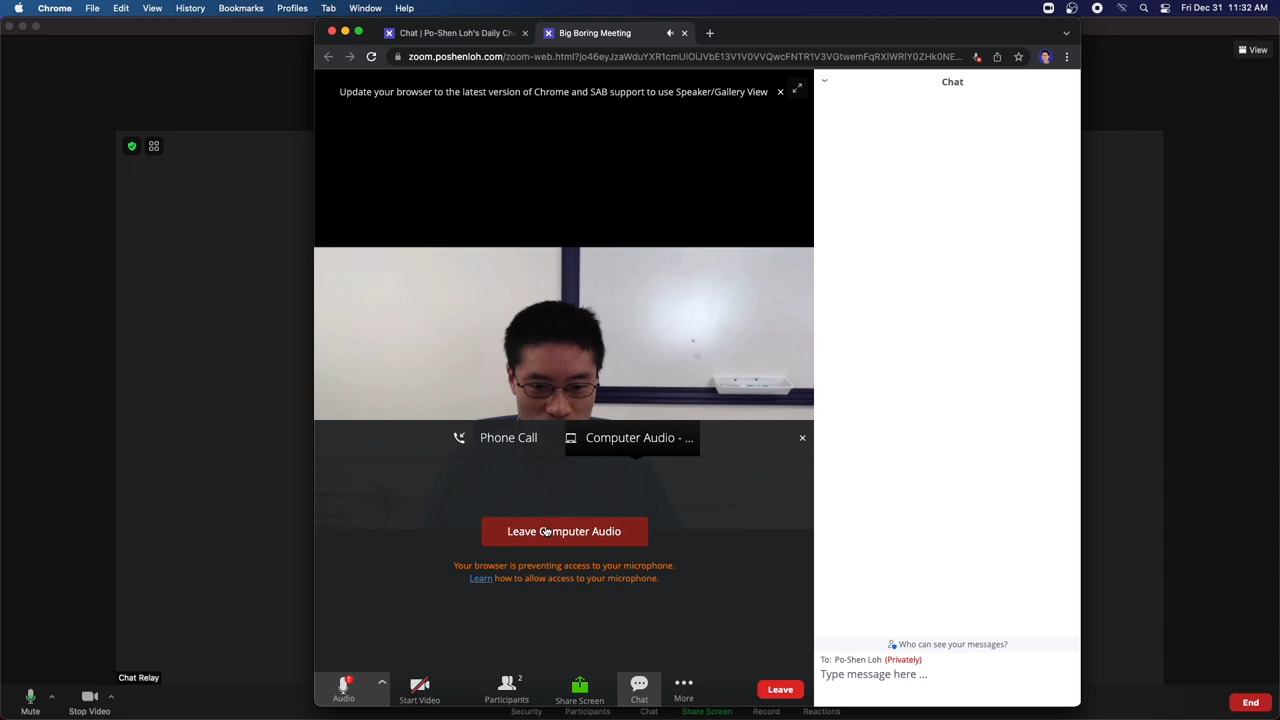 Chrome File Edit View History Bookmarks Profiles Tab Window Help
Fri Dec 31 11:32 AM
Chat | Po-Shen Loh's Daily Ch
Big Boring Meeting
zoom.poshenloh.com/zoom-web.html?jo46eyJzaWduYXR1cmUiOiJVbE13V1V0VVQwcFNTR1V3VGtwemFqRXlWRlY0ZHk0NE...
View
Update your browser to the latest version of Chrome and SAB support to use Speaker/Gallery View
Chat
Phone Call
Computer Audio - ...
Leave Computer Audio
Your browser is preventing access to your microphone.
Learn how to allow access to your microphone.
Who can see your messages?
To: Po-Shen Loh (Privately)
Type message here ...
Chat Relay
2
Audio
Start Video
Participants
Share Screen
Chat
More
Leave
Mute
Stop Video
Security
Participants
Chat
Share Screen
Record
Reactions
End